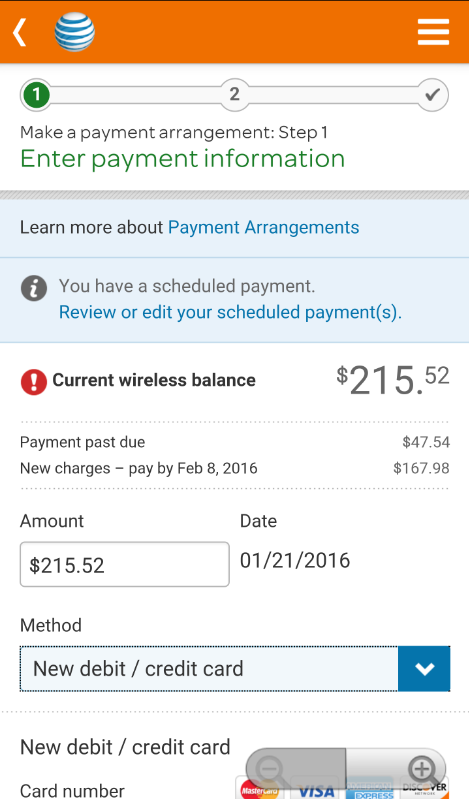 1
2
Make a payment arrangement: Step 1
Enter payment information
Learn more about Payment Arrangements
You have a scheduled payment.
Review or edit your scheduled payment(s).
Current wireless balance $215.52
Payment past due $47.54
New charges – pay by Feb 8, 2016 $167.98
Amount Date
$215.52 01/21/2016
Method
New debit / credit card
New debit / credit card
Card number MasterCard VISA AMERICAN EXPRESS DISCOVER NETWORK